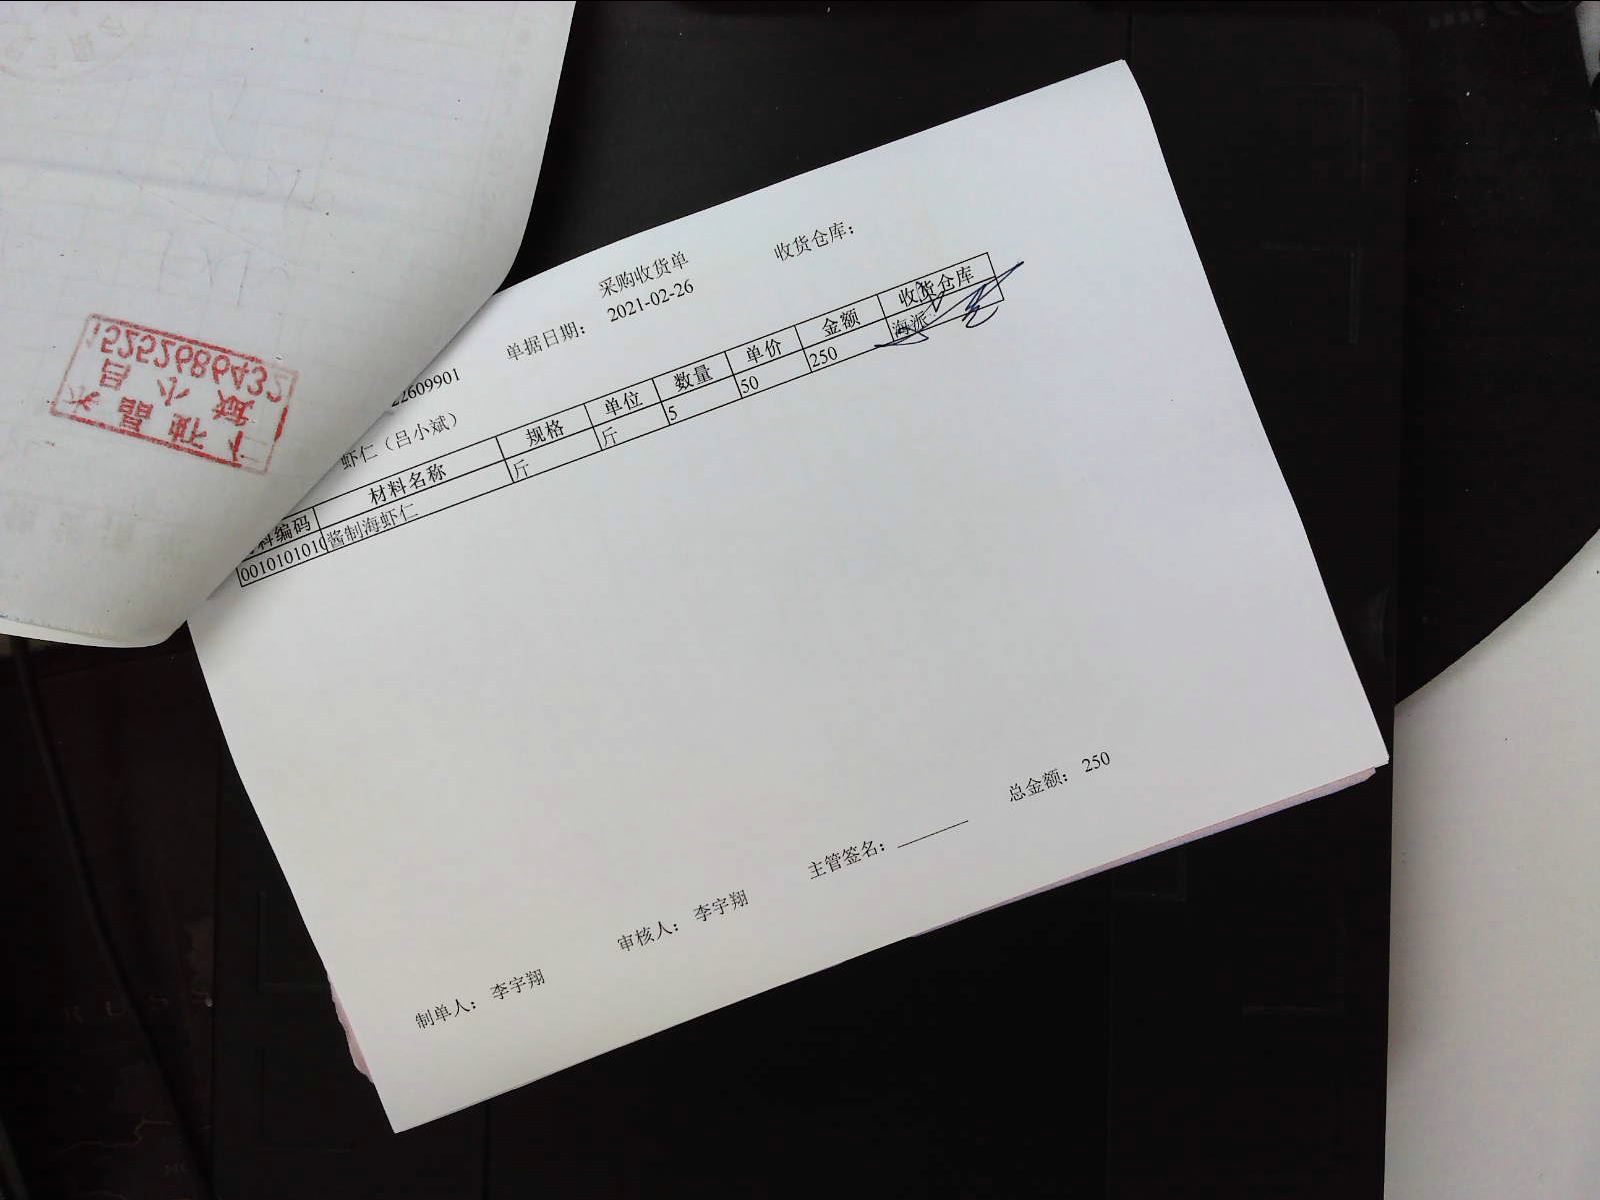 采购收货单
收货仓库：
单据日期： 2021-02-26
22609901
虾仁（吕小斌）
料编码 材料名称 规格 单位 数量 单价 金额 收货仓库
0010101010 酱制海虾仁 斤 斤 5 50 250 海派
总金额： 250
制单人： 李宇翔 审核人： 李宇翔 主管签名：
15252686432